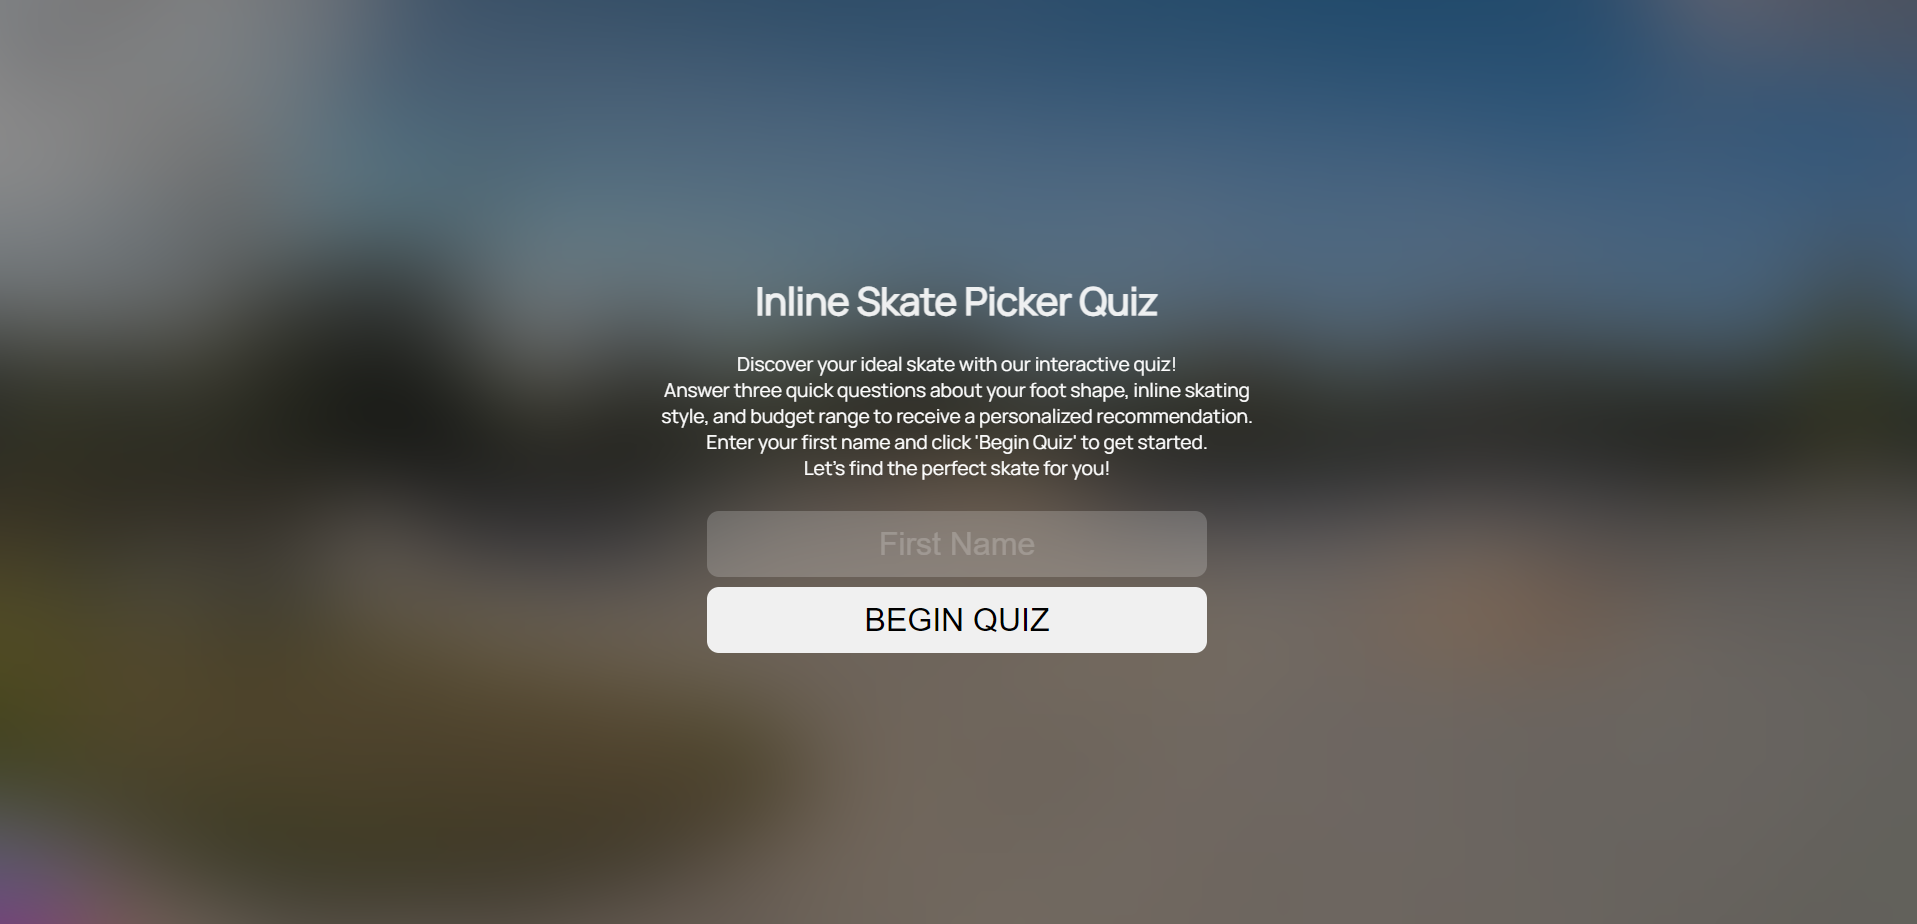 Inline Skate Picker Quiz
Discover your ideal skate with our interactive quiz!
Answer three quick questions about your foot shape, inline skating
style, and budget range to receive a personalized recommendation.
Enter your first name and click 'Begin Quiz' to get started.
Let's find the perfect skate for you!
First Name
BEGIN QUIZ